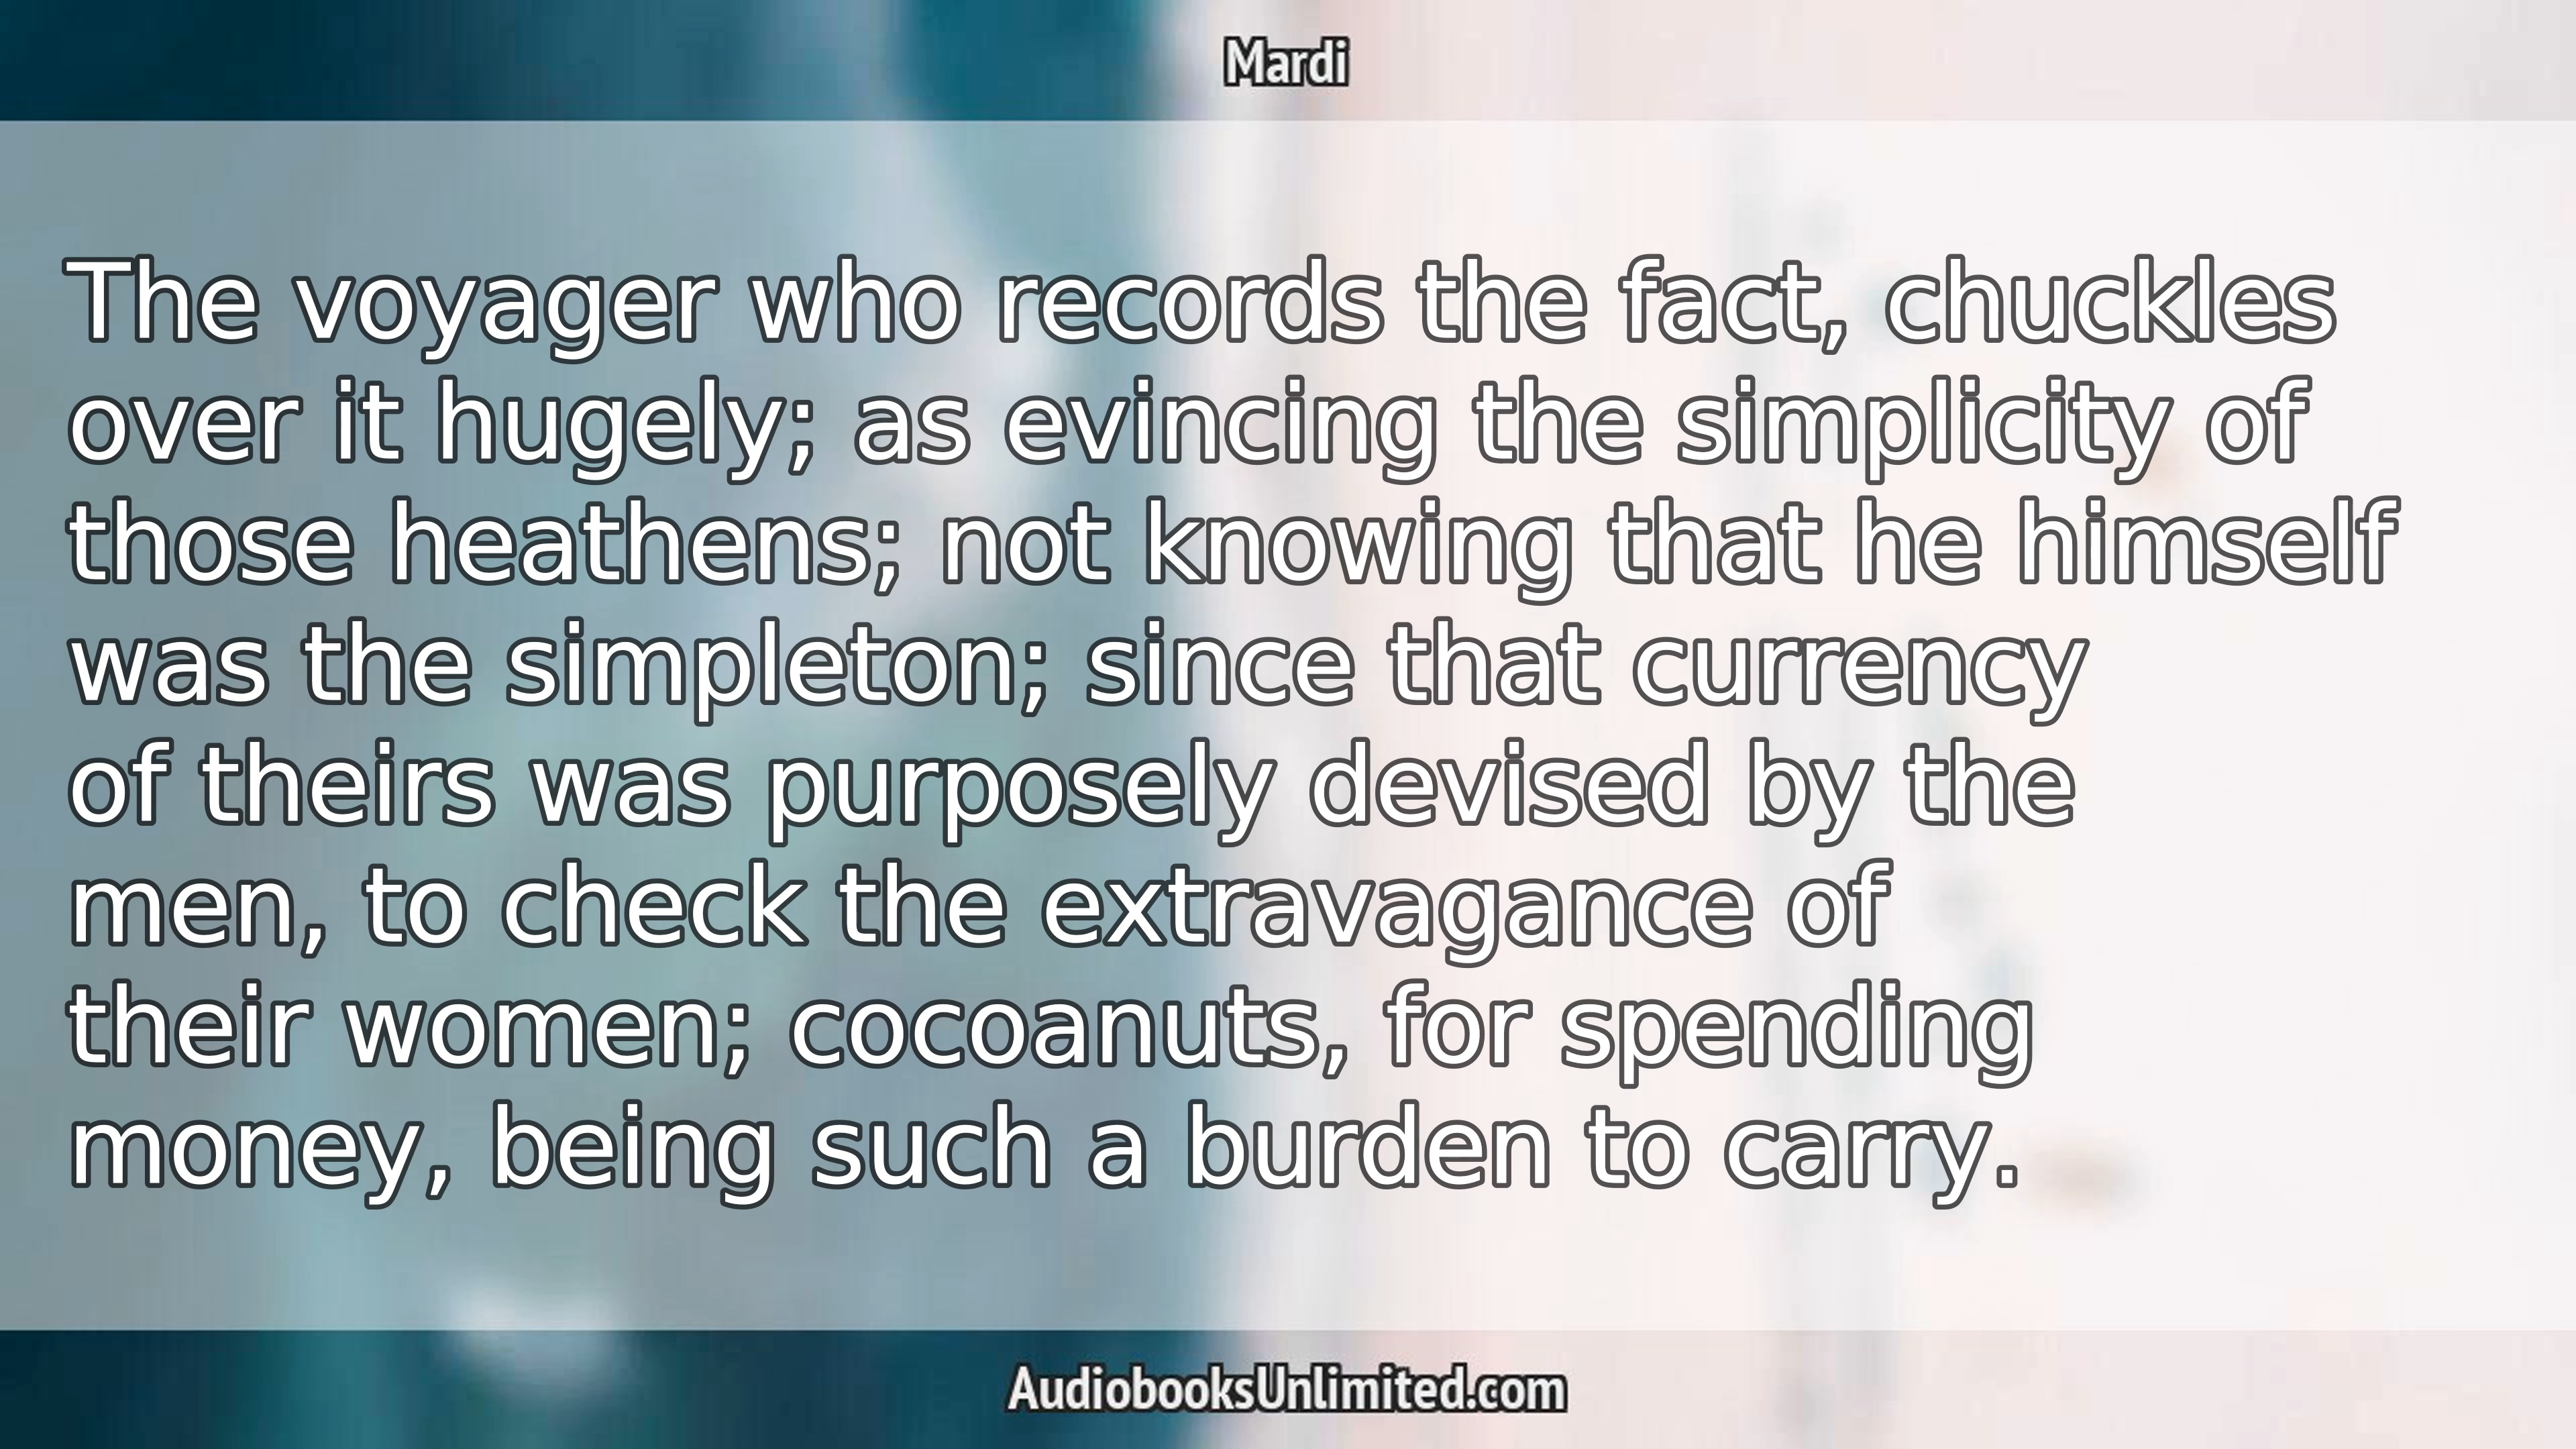 Mardi
The voyager who records the fact, chuckles
over it hugely; as evincing the simplicity of
those heathens; not knowing that he himself
was the simpleton; since that currency
of theirs was purposely devised by the
men, to check the extravagance of
their women; cocoanuts, for spending
money, being such a burden to carry.
AudiobooksUnlimited.com